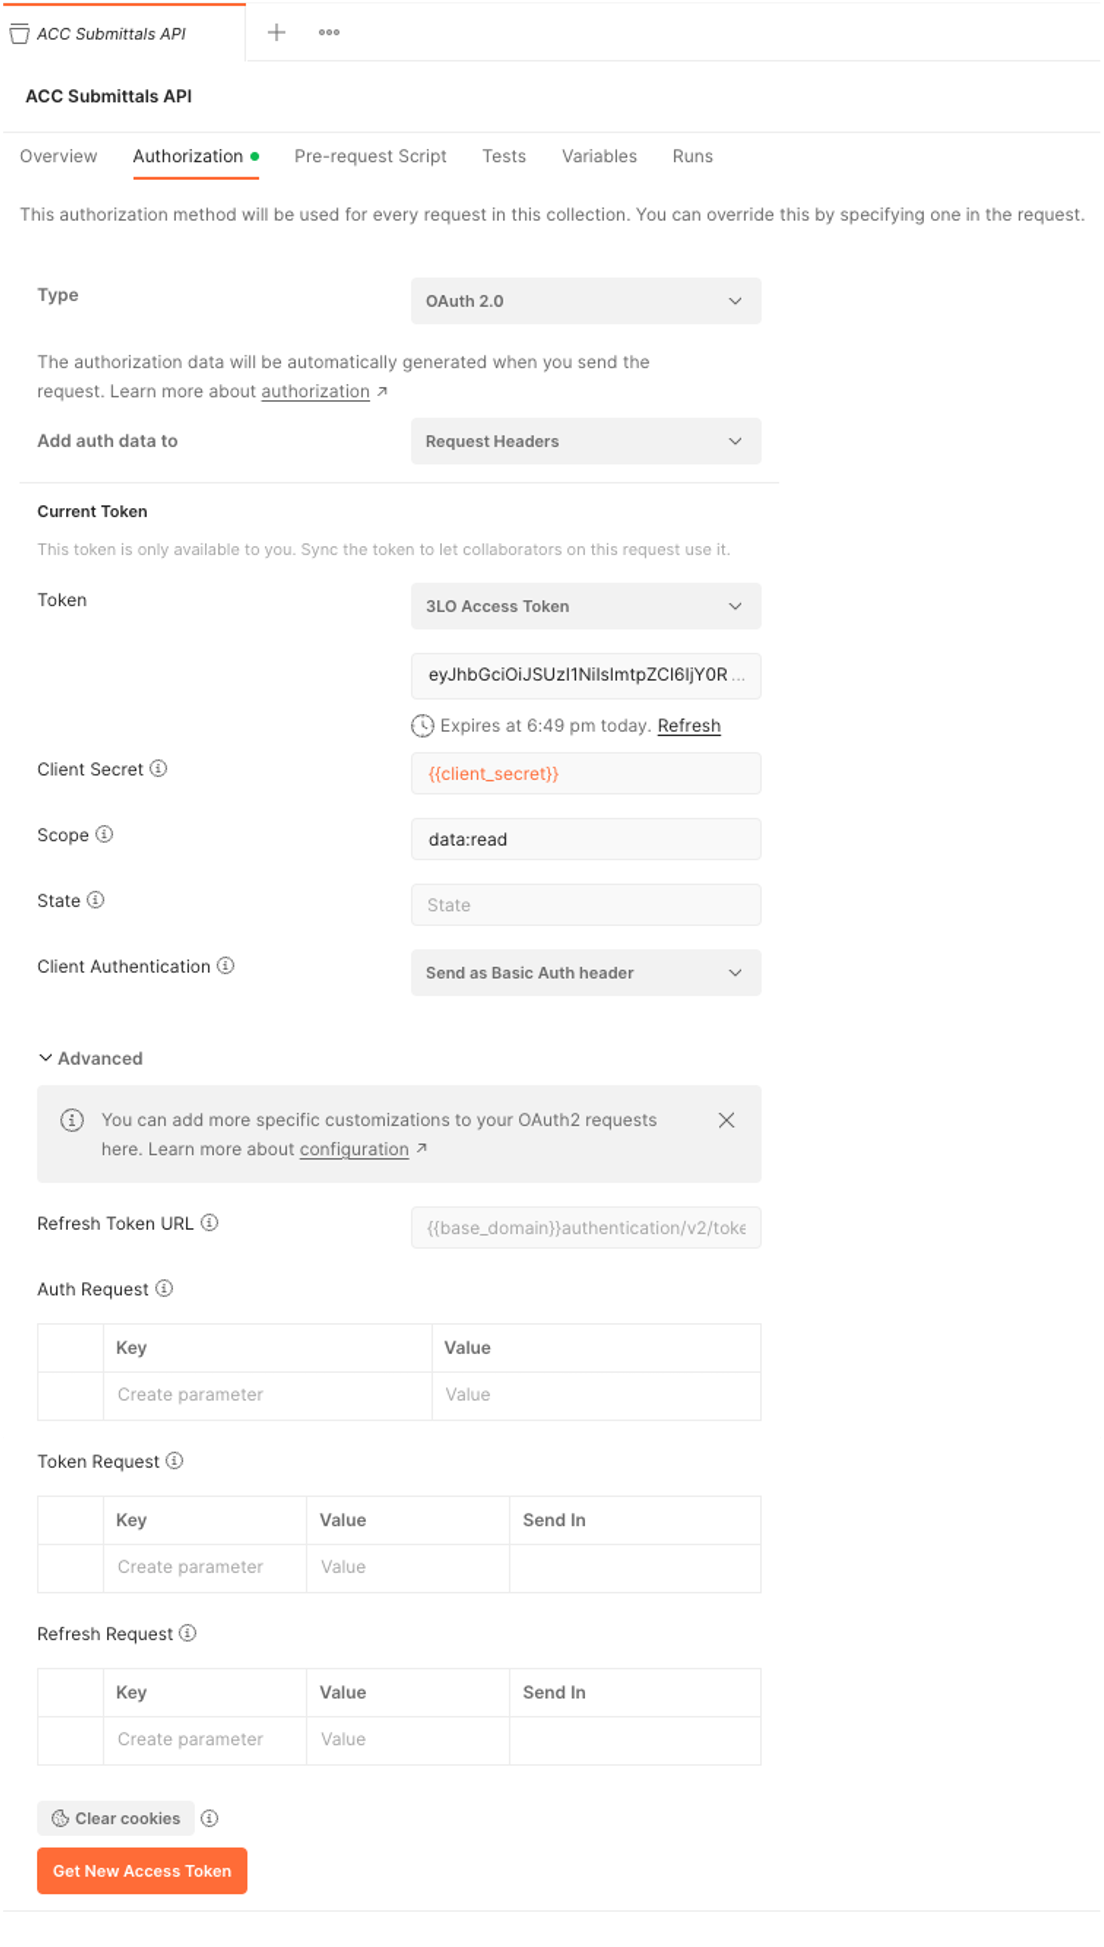 ACC Submittals API
ACC Submittals API
Overview Authorization Pre-request Script Tests Variables Runs
This authorization method will be used for every request in this collection. You can override this by specifying one in the request.
Type OAuth 2.0
The authorization data will be automatically generated when you send the
request. Learn more about authorization ↗
Add auth data to Request Headers
Current Token
This token is only available to you. Sync the token to let collaborators on this request use it.
Token 3LO Access Token
eyJhbGciOiJSUzI1NiIsImtpZCI6IjY0R ...
Expires at 6:49 pm today. Refresh
Client Secret {{client_secret}}
Scope data:read
State State
Client Authentication Send as Basic Auth header
Advanced
You can add more specific customizations to your OAuth2 requests
here. Learn more about configuration ↗
Refresh Token URL {{base_domain}}authentication/v2/toke
Auth Request
Key Value
Create parameter Value
Token Request
Key Value Send In
Create parameter Value
Refresh Request
Key Value Send In
Create parameter Value
Clear cookies
Get New Access Token